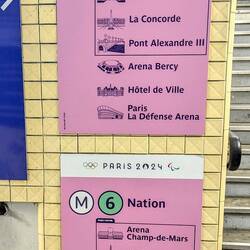 La Concorde
Pont Alexandre III
Arena Bercy
Hôtel de Ville
Paris
La Défense Arena
PARIS 2024
M 6 Nation
Arena
Champ-de-Mars